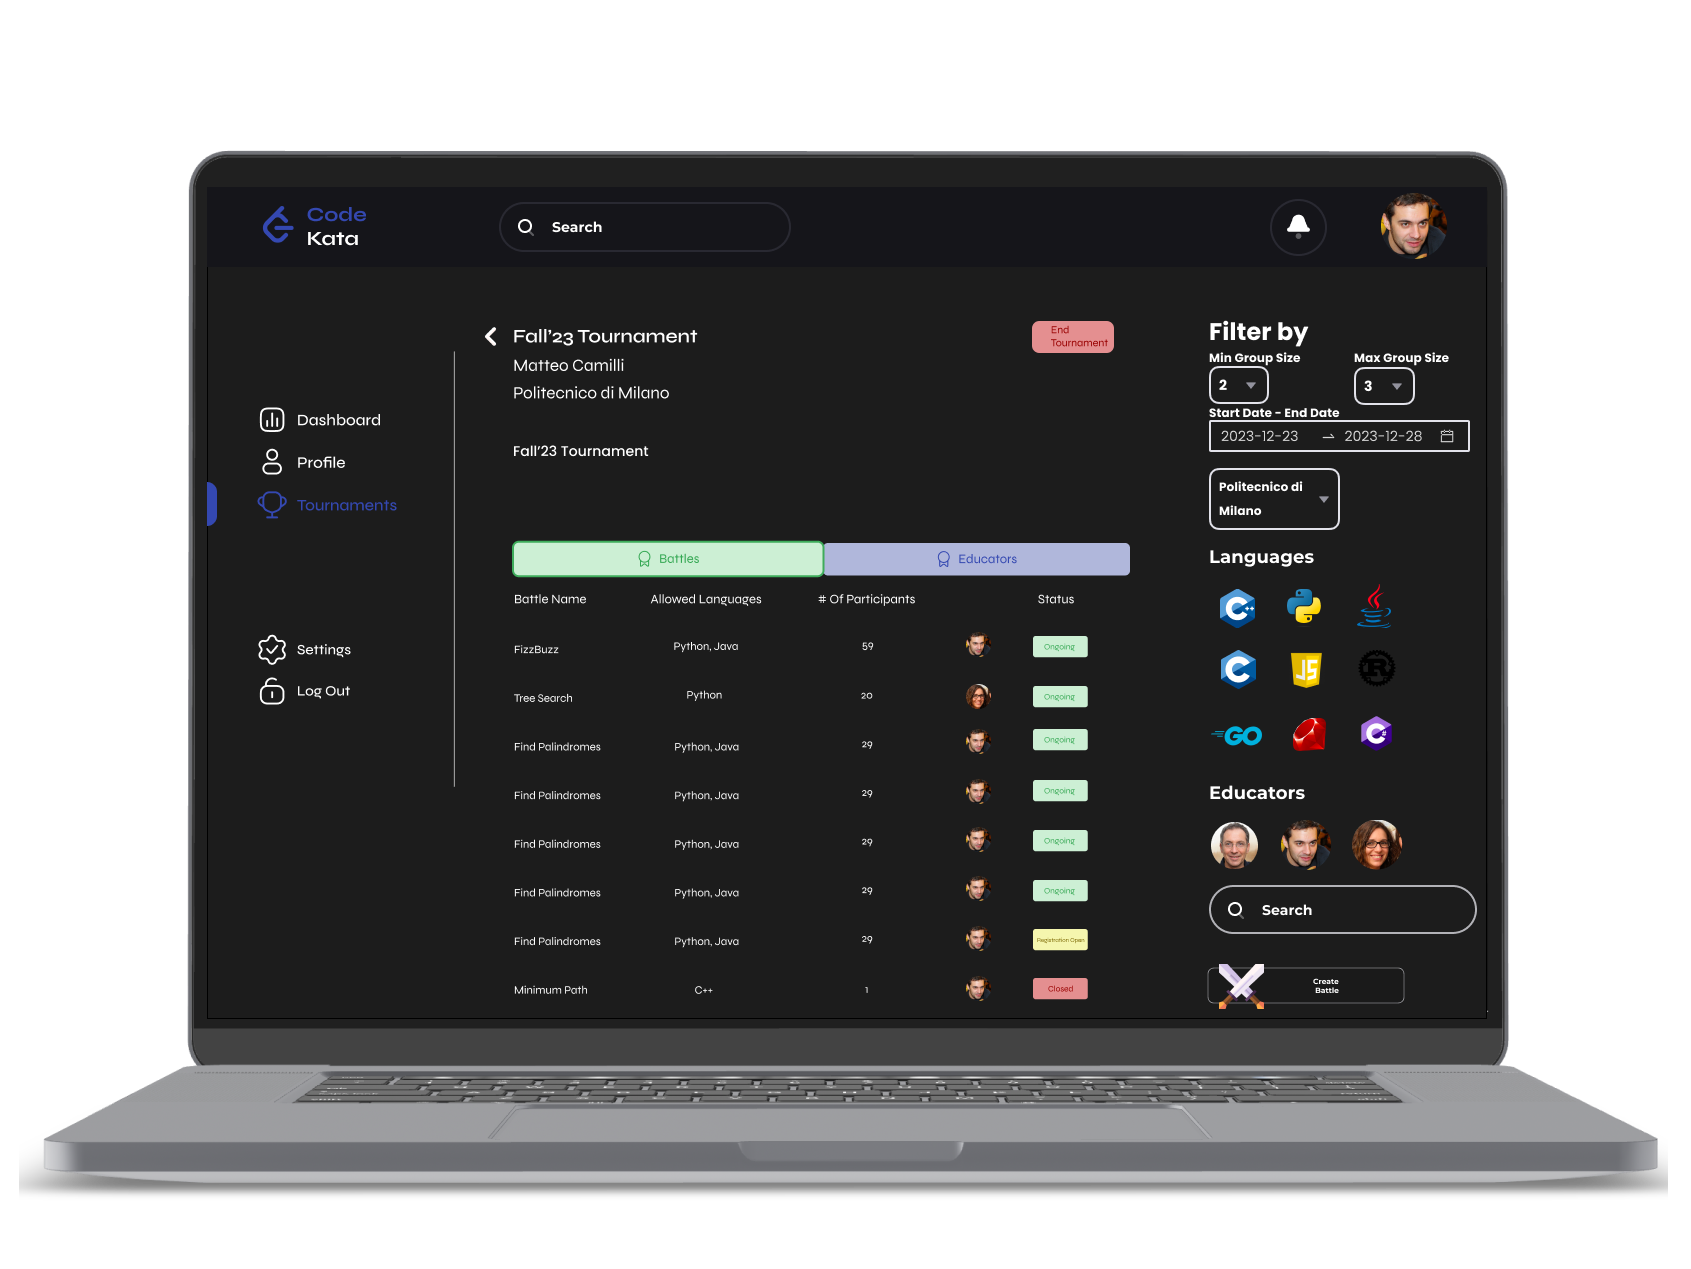 Code
Kata
Search
Fall'23 Tournament
Matteo Camilli
Politecnico di Milano
Fall'23 Tournament
End
Tournament
Dashboard
Profile
Tournaments
Settings
Log Out
Battles
Educators
Battle Name Allowed Languages # Of Participants Status
FizzBuzz Python, Java 59 Ongoing
Tree Search Python 20 Ongoing
Find Palindromes Python, Java 29 Ongoing
Find Palindromes Python, Java 29 Ongoing
Find Palindromes Python, Java 29 Ongoing
Find Palindromes Python, Java 29 Ongoing
Find Palindromes Python, Java 29 Registration Open
Minimum Path C++ 1 Closed
Filter by
Min Group Size Max Group Size
2 3
Start Date - End Date
2023-12-23 → 2023-12-28
Politecnico di
Milano
Languages
C++
C JS R
GO C#
Educators
Search
Create
Battle